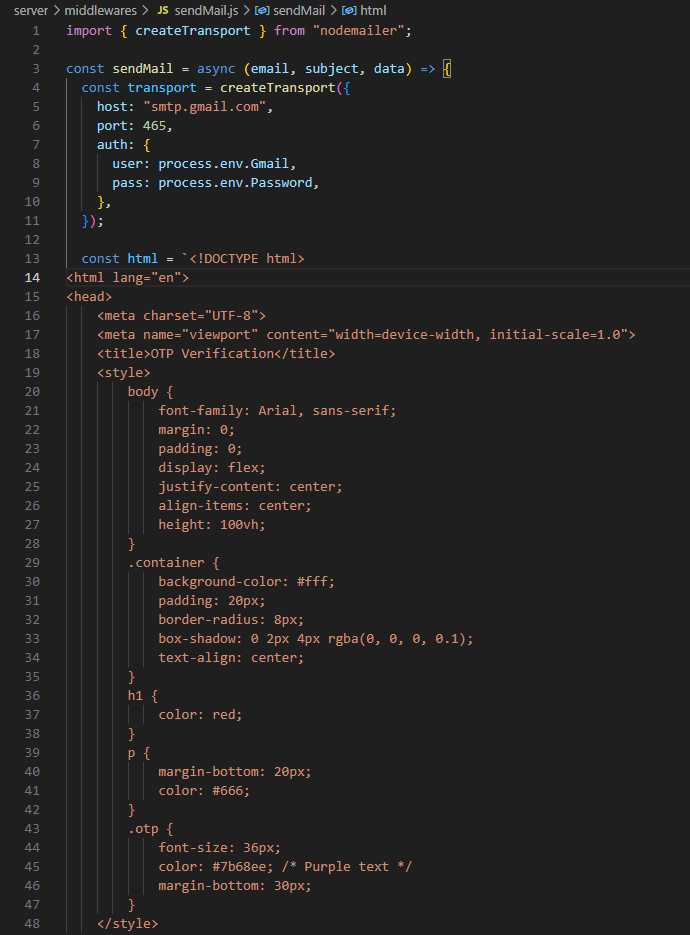 server > middlewares > JS sendMail.js > sendMail > html
1 import { createTransport } from "nodemailer";
2
3 const sendMail = async (email, subject, data) => {
4   const transport = createTransport({
5     host: "smtp.gmail.com",
6     port: 465,
7     auth: {
8       user: process.env.Gmail,
9       pass: process.env.Password,
10     },
11   });
12
13   const html = `<!DOCTYPE html>
14 <html lang="en">
15 <head>
16     <meta charset="UTF-8">
17     <meta name="viewport" content="width=device-width, initial-scale=1.0">
18     <title>OTP Verification</title>
19     <style>
20         body {
21             font-family: Arial, sans-serif;
22             margin: 0;
23             padding: 0;
24             display: flex;
25             justify-content: center;
26             align-items: center;
27             height: 100vh;
28         }
29         .container {
30             background-color: #fff;
31             padding: 20px;
32             border-radius: 8px;
33             box-shadow: 0 2px 4px rgba(0, 0, 0, 0.1);
34             text-align: center;
35         }
36         h1 {
37             color: red;
38         }
39         p {
40             margin-bottom: 20px;
41             color: #666;
42         }
43         .otp {
44             font-size: 36px;
45             color: #7b68ee; /* Purple text */
46             margin-bottom: 30px;
47         }
48     </style>